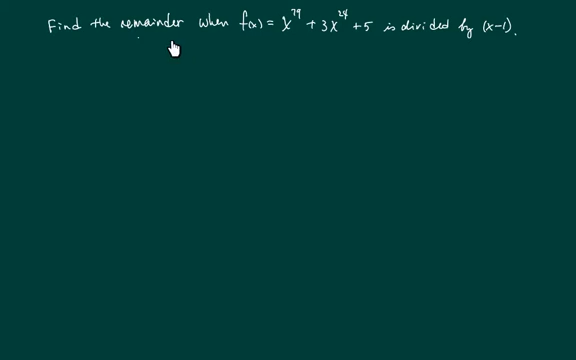 Find the remainder when f(x) = x^79 + 3x^24 + 5 is divided by (x-1).